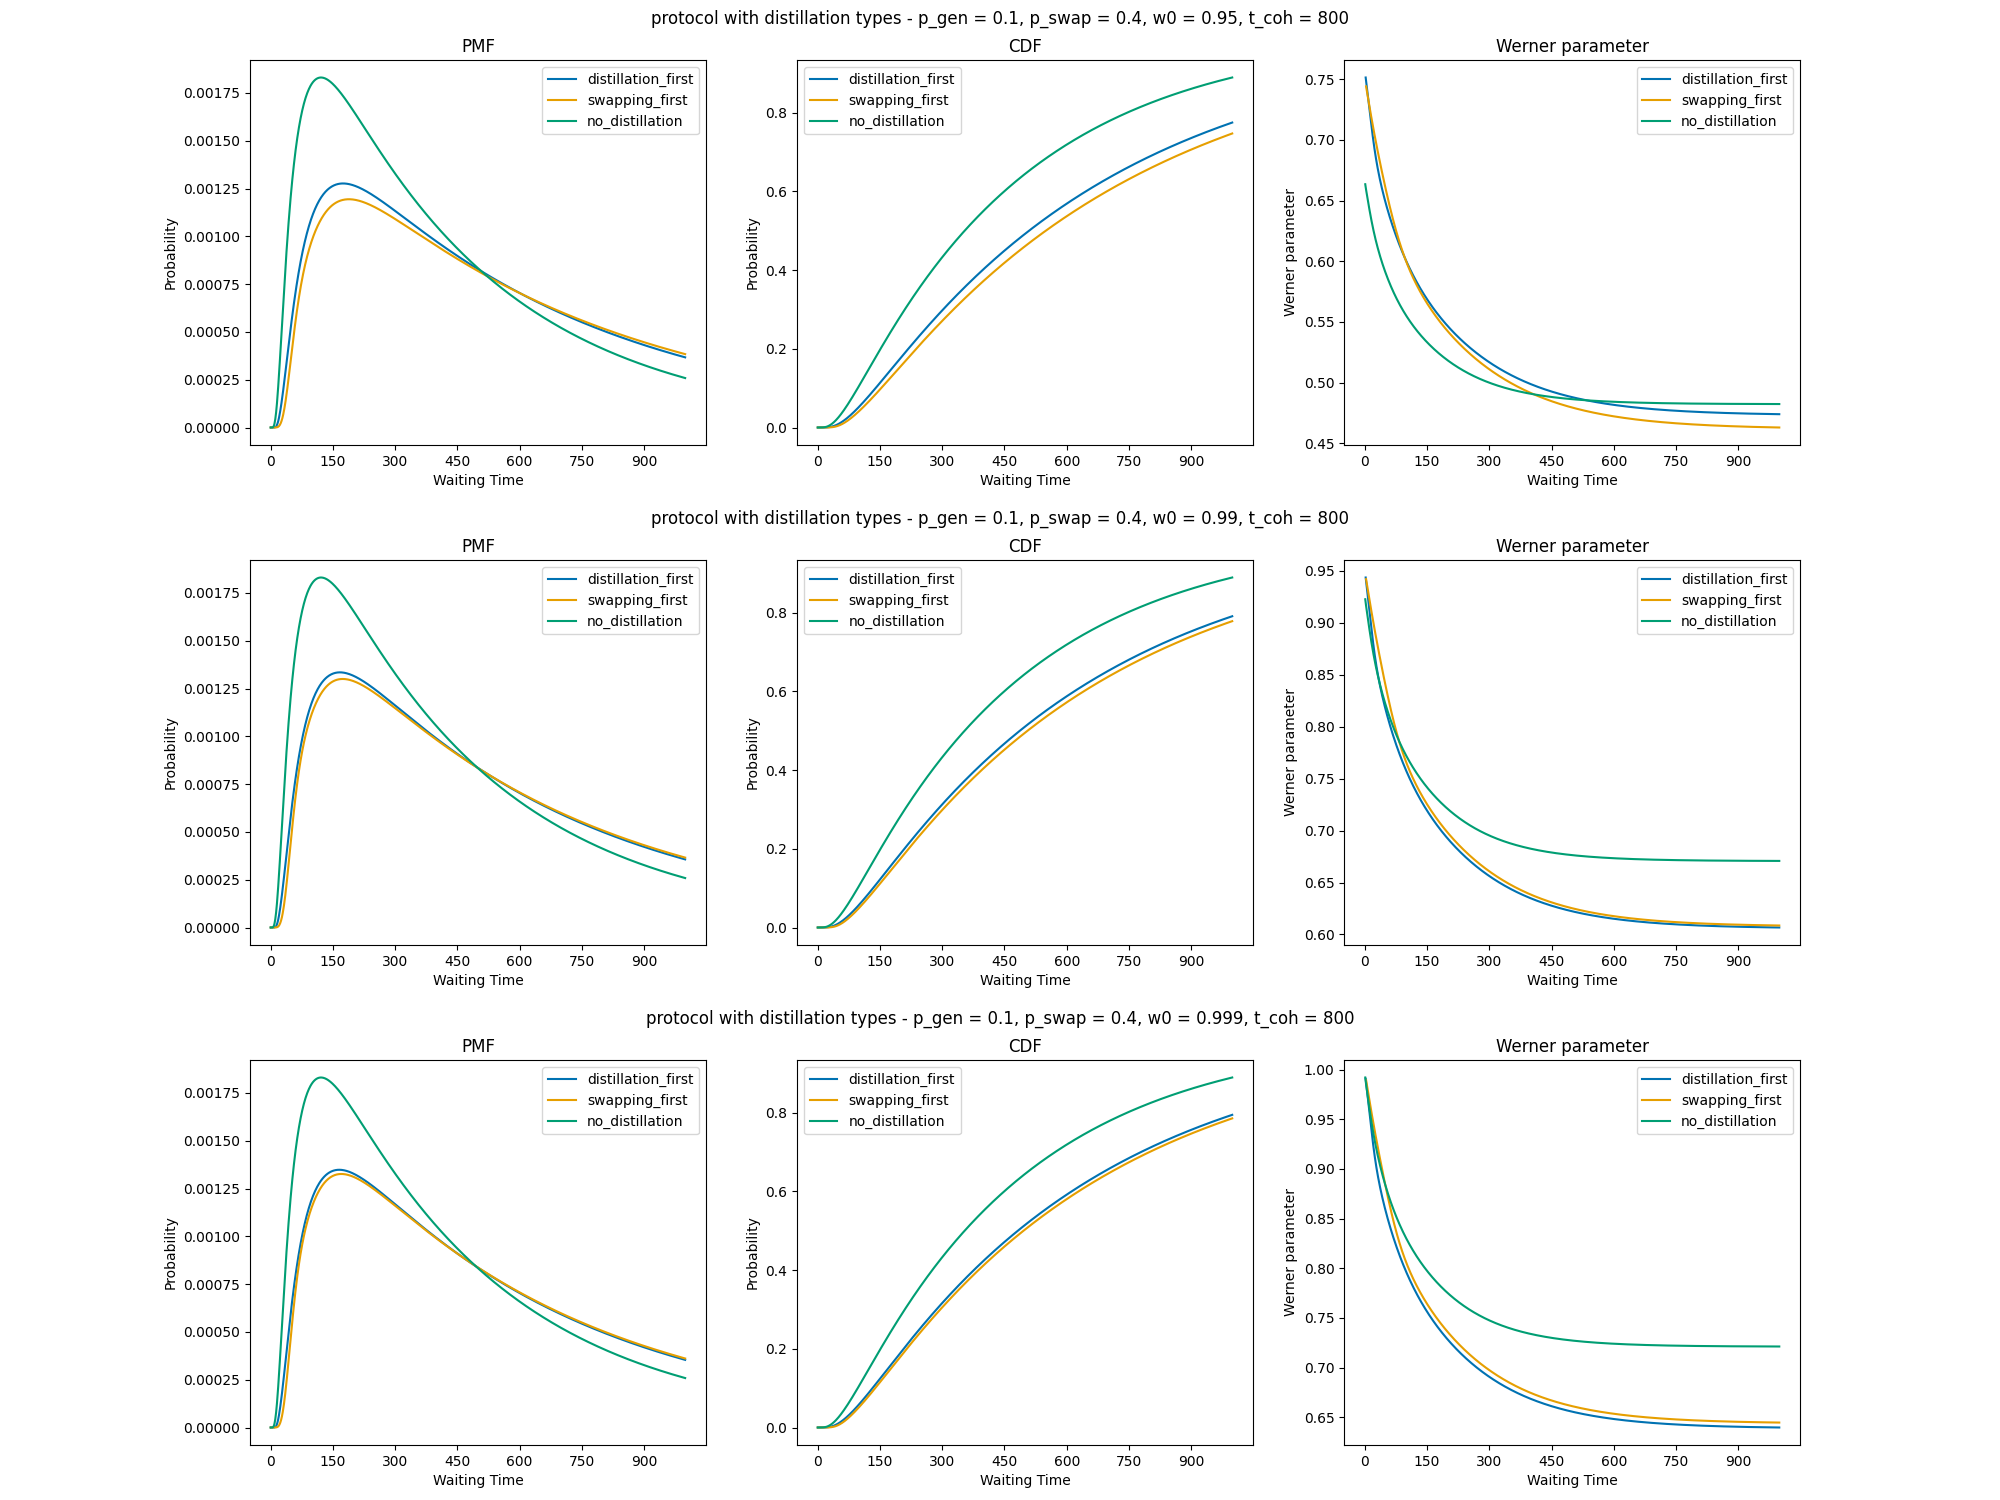 protocol with distillation types - p_gen = 0.1, p_swap = 0.4, w0 = 0.95, t_coh = 800
PMF
Probability
0.00175
0.00150
0.00125
0.00100
0.00075
0.00050
0.00025
0.00000
distillation_first
swapping_first
no_distillation
0 150 300 450 600 750 900
Waiting Time
CDF
Probability
0.8
0.6
0.4
0.2
0.0
distillation_first
swapping_first
no_distillation
0 150 300 450 600 750 900
Waiting Time
Werner parameter
Werner parameter
0.75
0.70
0.65
0.60
0.55
0.50
0.45
distillation_first
swapping_first
no_distillation
0 150 300 450 600 750 900
Waiting Time
protocol with distillation types - p_gen = 0.1, p_swap = 0.4, w0 = 0.99, t_coh = 800
PMF
Probability
0.00175
0.00150
0.00125
0.00100
0.00075
0.00050
0.00025
0.00000
distillation_first
swapping_first
no_distillation
0 150 300 450 600 750 900
Waiting Time
CDF
Probability
0.8
0.6
0.4
0.2
0.0
distillation_first
swapping_first
no_distillation
0 150 300 450 600 750 900
Waiting Time
Werner parameter
Werner parameter
0.95
0.90
0.85
0.80
0.75
0.70
0.65
0.60
distillation_first
swapping_first
no_distillation
0 150 300 450 600 750 900
Waiting Time
protocol with distillation types - p_gen = 0.1, p_swap = 0.4, w0 = 0.999, t_coh = 800
PMF
Probability
0.00175
0.00150
0.00125
0.00100
0.00075
0.00050
0.00025
0.00000
distillation_first
swapping_first
no_distillation
0 150 300 450 600 750 900
Waiting Time
CDF
Probability
0.8
0.6
0.4
0.2
0.0
distillation_first
swapping_first
no_distillation
0 150 300 450 600 750 900
Waiting Time
Werner parameter
Werner parameter
1.00
0.95
0.90
0.85
0.80
0.75
0.70
0.65
distillation_first
swapping_first
no_distillation
0 150 300 450 600 750 900
Waiting Time